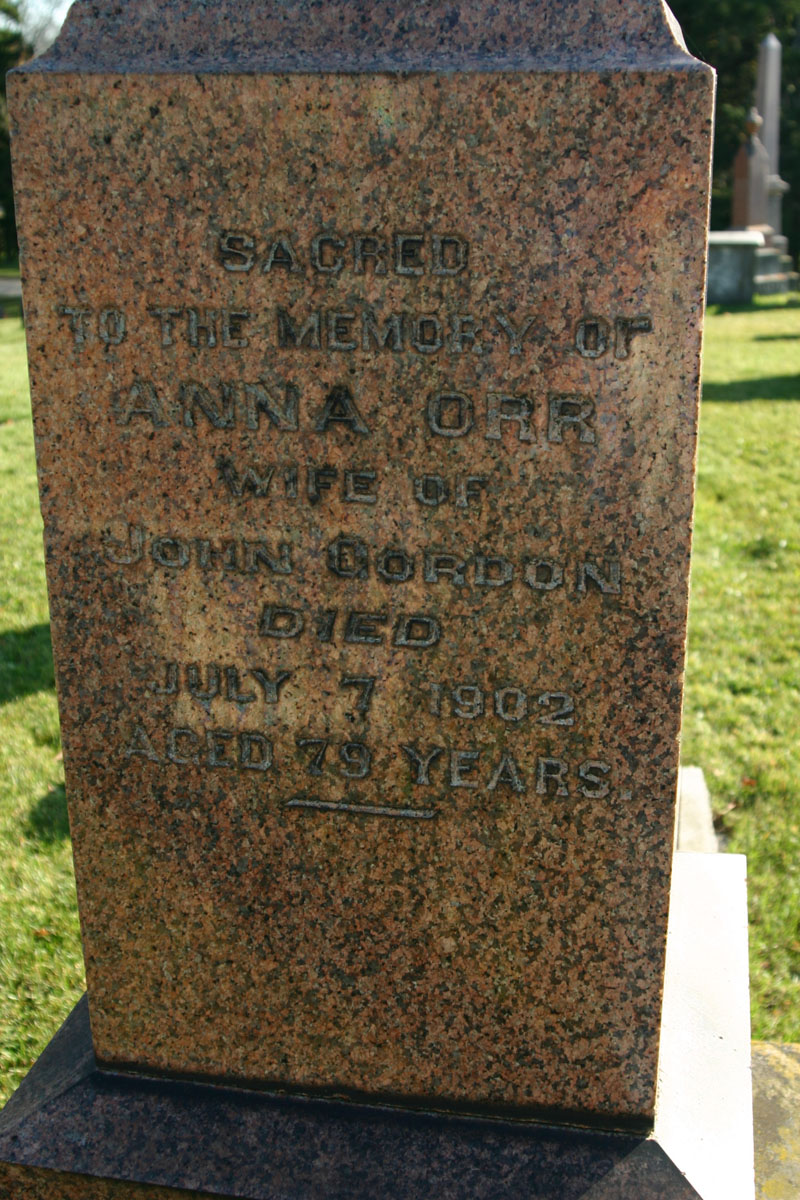 SACRED
TO THE MEMORY OF
ANNA ORR
WIFE OF
JOHN GORDON
DIED
JULY 7 1902
AGED 79 YEARS.